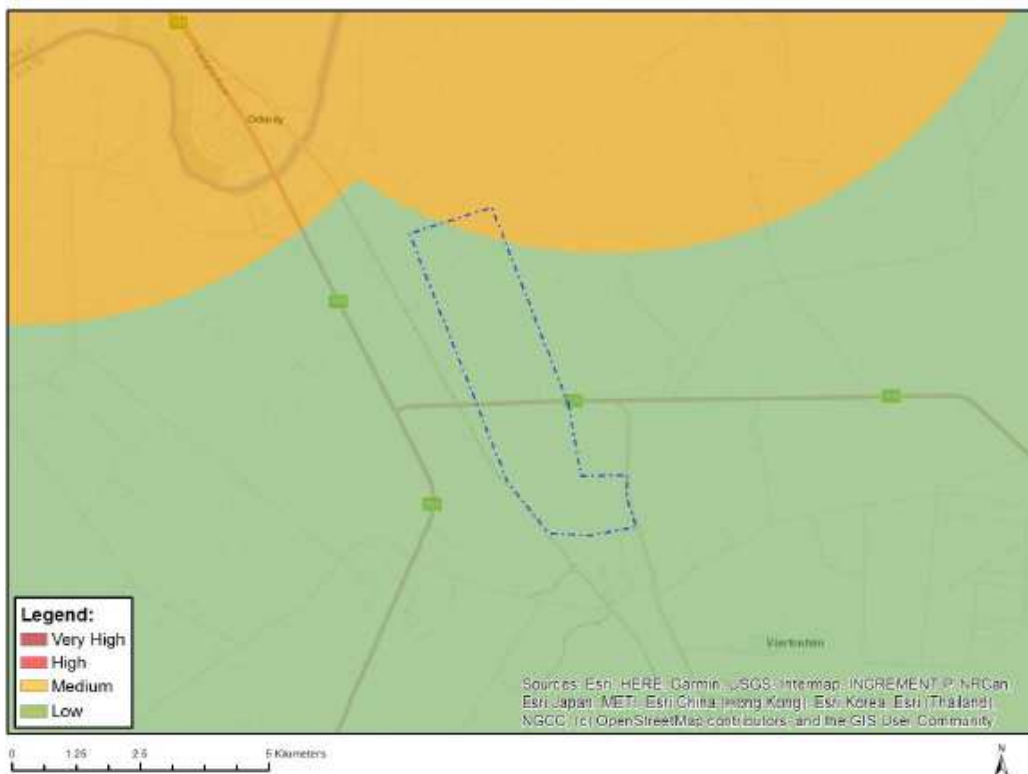 Legend:
Very High
High
Medium
Low
Sources: Esri, HERE, Garmin, USGS, Intermap, INCREMENT P, NRCan,
Esri Japan, METI, Esri China (Hong Kong), Esri Korea, Esri (Thailand),
NGCC, (c) OpenStreetMap contributors, and the GIS User Community
0 1.25 2.5 5 Kilometers
N